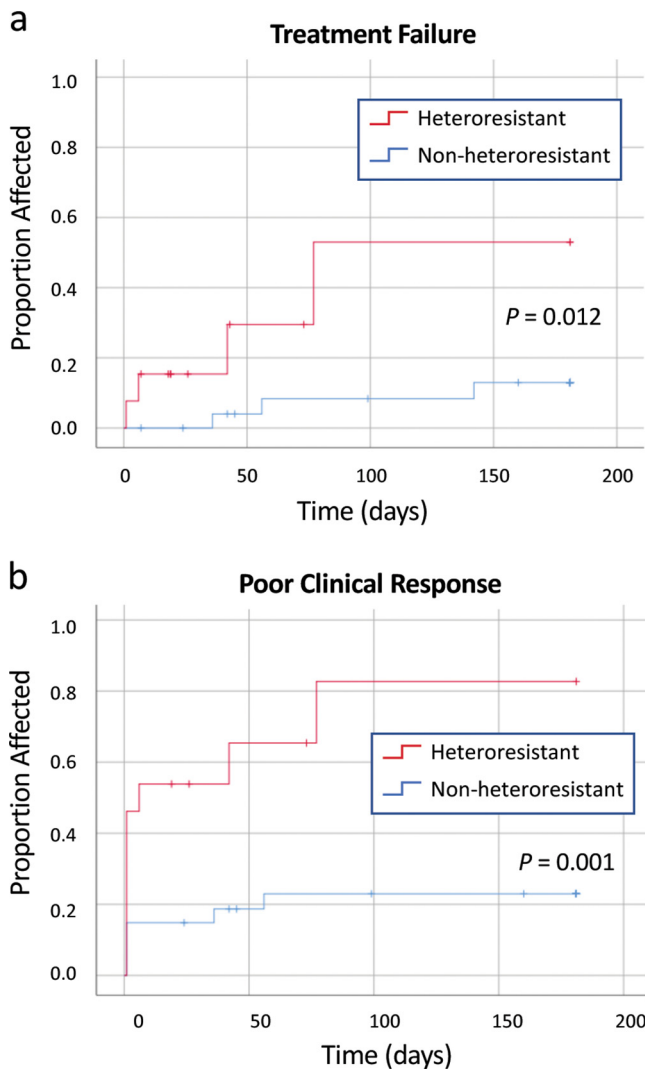 a
Treatment Failure
1.0
0.8
0.6
0.4
0.2
0.0
Proportion Affected
Heteroresistant
Non-heteroresistant
P = 0.012
0 50 100 150 200
Time (days)
b
Poor Clinical Response
1.0
0.8
0.6
0.4
0.2
0.0
Proportion Affected
Heteroresistant
Non-heteroresistant
P = 0.001
0 50 100 150 200
Time (days)